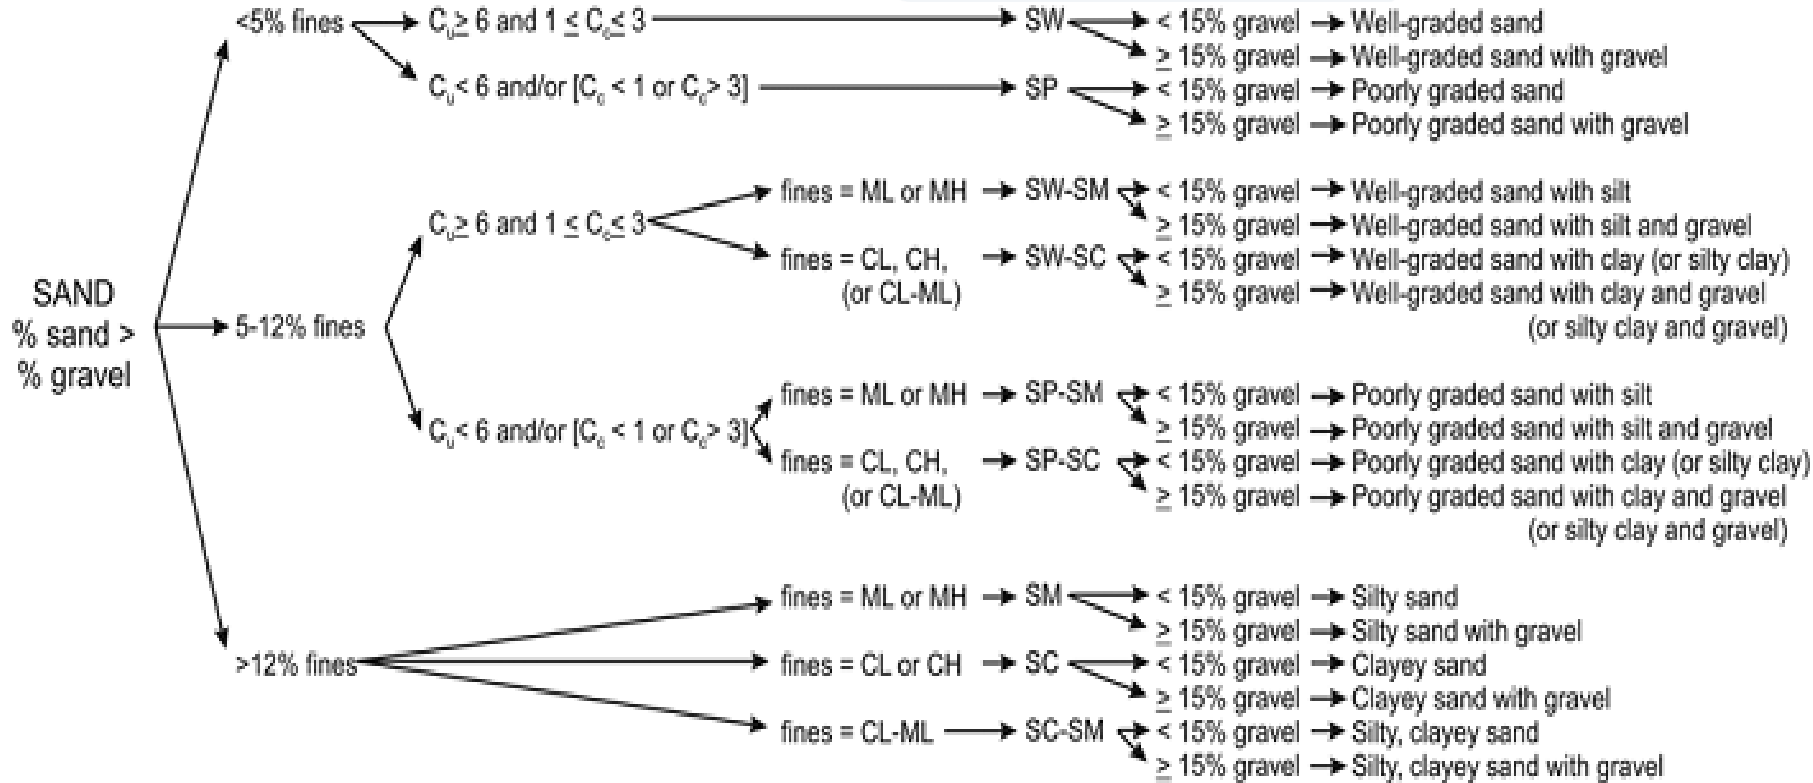 <5% fines C_u≥ 6 and 1 ≤ C_c≤ 3 SW < 15% gravel Well-graded sand
≥ 15% gravel Well-graded sand with gravel
C_u< 6 and/or [C_c < 1 or C_c> 3] SP < 15% gravel Poorly graded sand
≥ 15% gravel Poorly graded sand with gravel
fines = ML or MH SW-SM < 15% gravel Well-graded sand with silt
C_u≥ 6 and 1 ≤ C_c≤ 3 ≥ 15% gravel Well-graded sand with silt and gravel
fines = CL, CH, SW-SC < 15% gravel Well-graded sand with clay (or silty clay)
SAND (or CL-ML) ≥ 15% gravel Well-graded sand with clay and gravel
% sand > 5-12% fines (or silty clay and gravel)
% gravel
fines = ML or MH SP-SM < 15% gravel Poorly graded sand with silt
C_u< 6 and/or [C_c < 1 or C_c> 3] ≥ 15% gravel Poorly graded sand with silt and gravel
fines = CL, CH, SP-SC < 15% gravel Poorly graded sand with clay (or silty clay)
(or CL-ML) ≥ 15% gravel Poorly graded sand with clay and gravel
(or silty clay and gravel)
fines = ML or MH SM < 15% gravel Silty sand
≥ 15% gravel Silty sand with gravel
>12% fines fines = CL or CH SC < 15% gravel Clayey sand
≥ 15% gravel Clayey sand with gravel
fines = CL-ML SC-SM < 15% gravel Silty, clayey sand
≥ 15% gravel Silty, clayey sand with gravel